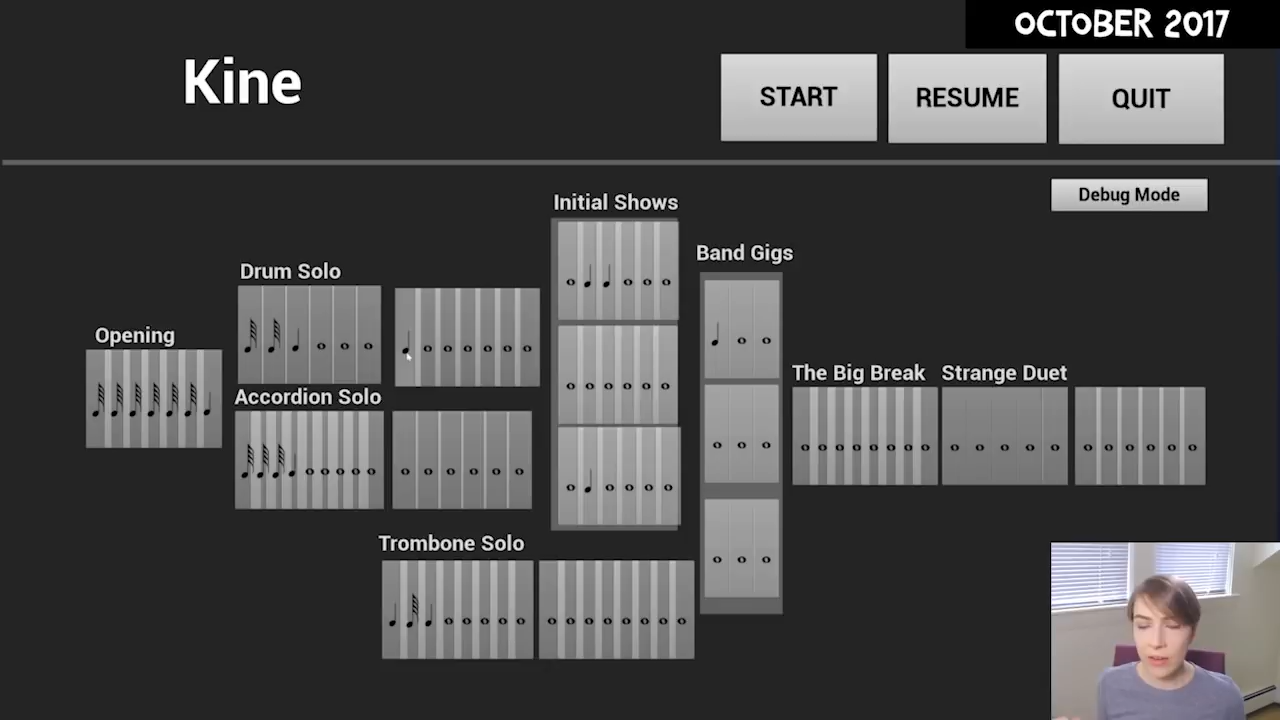 OCTOBER 2017
Kine
START
RESUME
QUIT
Debug Mode
Initial Shows
Band Gigs
Drum Solo
Opening
Accordion Solo
The Big Break
Strange Duet
Trombone Solo